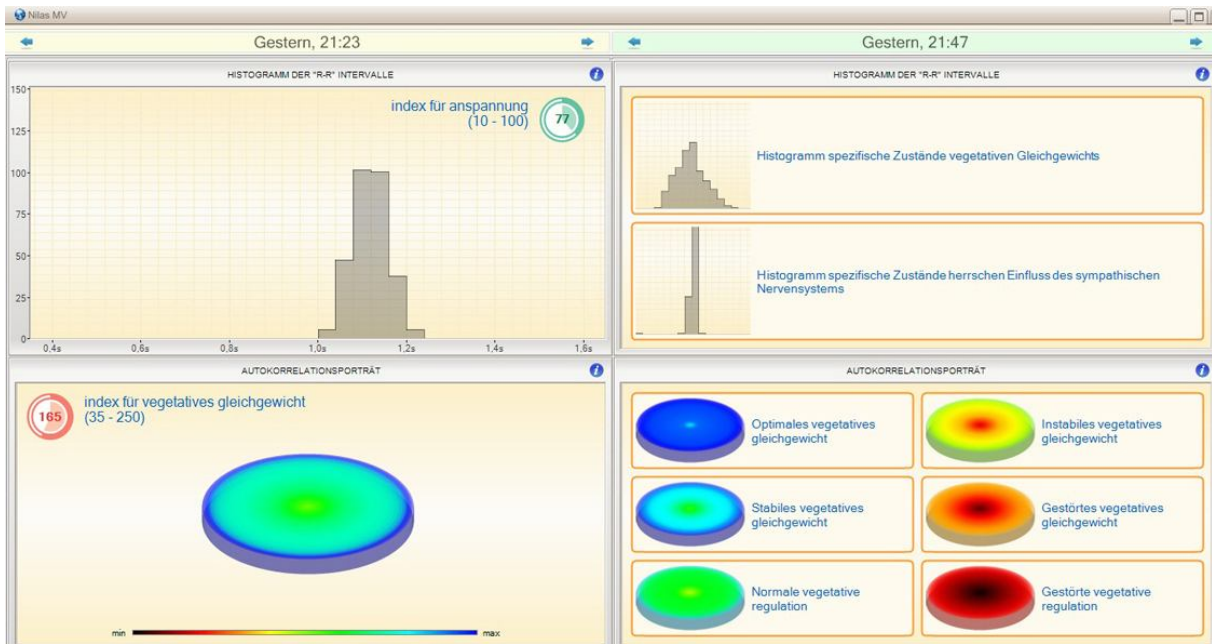 Nilas MV
Gestern, 21:23
Gestern, 21:47
HISTOGRAMM DER "R-R" INTERVALLE
index für anspannung
(10 - 100)
77
150
125
100
75
50
25
0
0,4s 0,6s 0,8s 1,0s 1,2s 1,4s 1,6s
HISTOGRAMM DER "R-R" INTERVALLE
Histogramm spezifische Zustände vegetativen Gleichgewichts
Histogramm spezifische Zustände herrschen Einfluss des sympathischen
Nervensystems
AUTOKORRELATIONSPORTRÄT
165
index für vegetatives gleichgewicht
(35 - 250)
min max
AUTOKORRELATIONSPORTRÄT
Optimales vegetatives
gleichgewicht
Instabiles vegetatives
gleichgewicht
Stabiles vegetatives
gleichgewicht
Gestörtes vegetatives
gleichgewicht
Normale vegetative
regulation
Gestörte vegetative
regulation